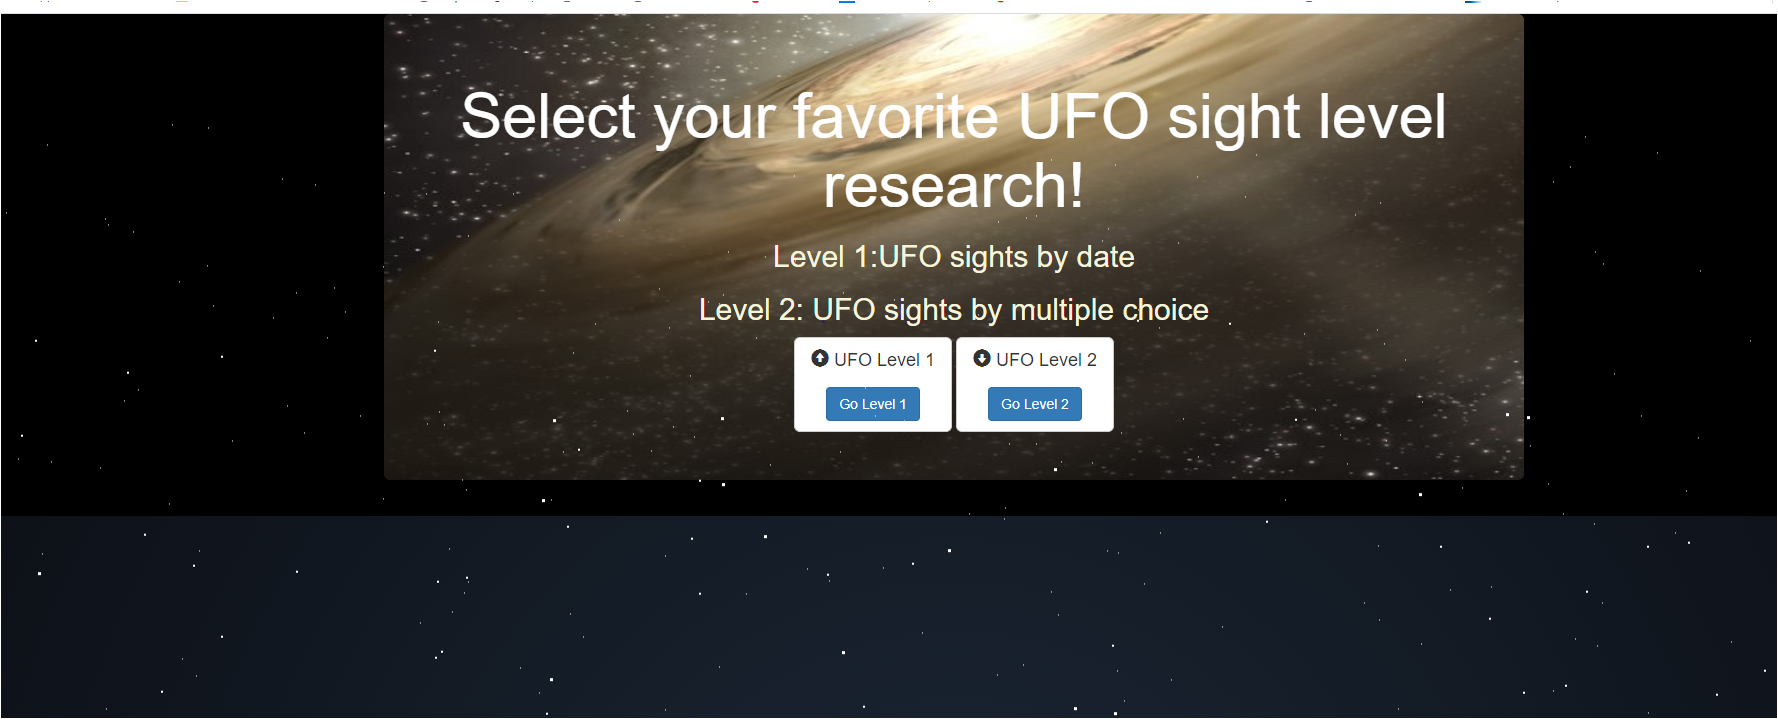 Select your favorite UFO sight level
research!
Level 1:UFO sights by date
Level 2: UFO sights by multiple choice
UFO Level 1
UFO Level 2
Go Level 1
Go Level 2